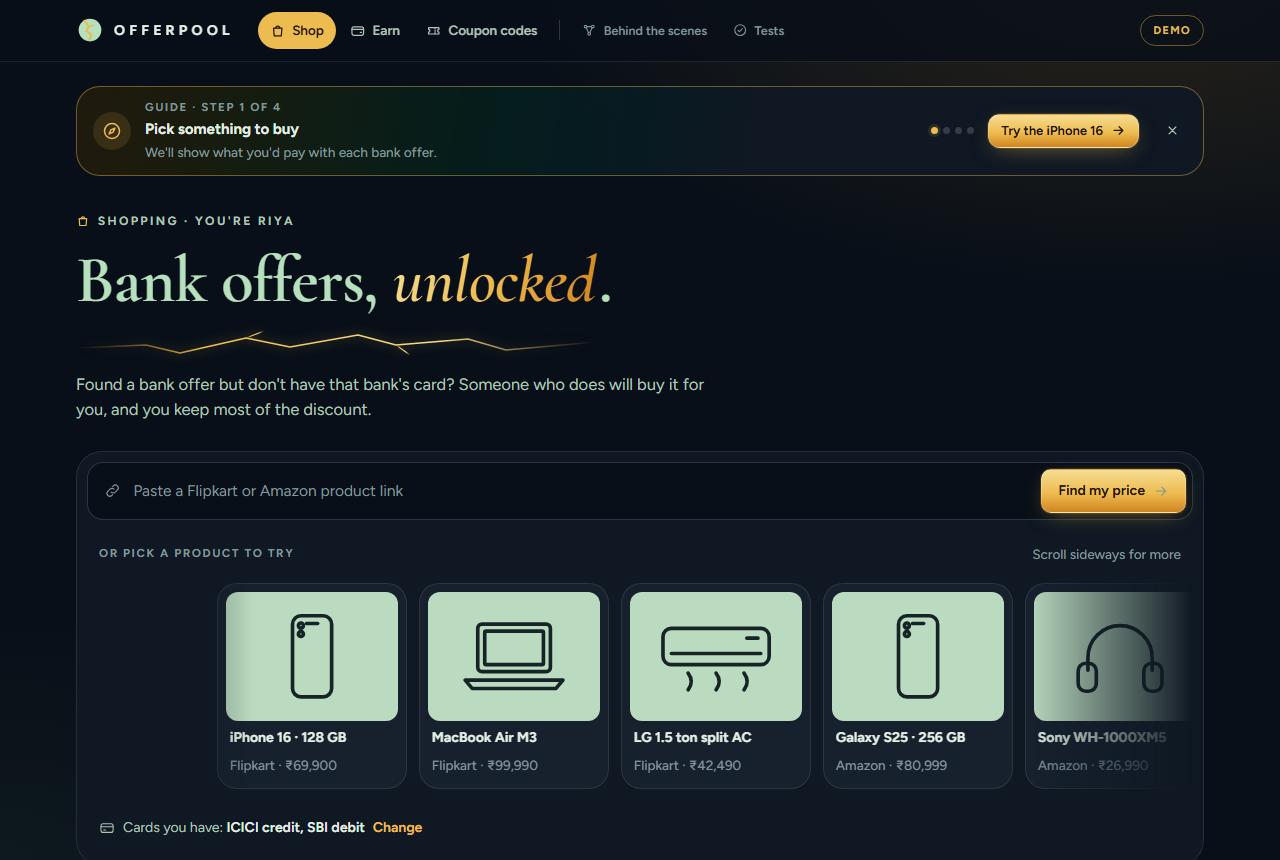 OFFERPOOL
Shop
Earn
Coupon codes
Behind the scenes
Tests
DEMO
GUIDE · STEP 1 OF 4
Pick something to buy
We'll show what you'd pay with each bank offer.
Try the iPhone 16
SHOPPING · YOU'RE RIYA
Bank offers, unlocked.
Found a bank offer but don't have that bank's card? Someone who does will buy it for
you, and you keep most of the discount.
Paste a Flipkart or Amazon product link
Find my price
OR PICK A PRODUCT TO TRY
Scroll sideways for more
iPhone 16 · 128 GB
Flipkart · ₹69,900
MacBook Air M3
Flipkart · ₹99,990
LG 1.5 ton split AC
Flipkart · ₹42,490
Galaxy S25 · 256 GB
Amazon · ₹80,999
Sony WH-1000XM5
Amazon · ₹26,990
Cards you have: ICICI credit, SBI debit Change